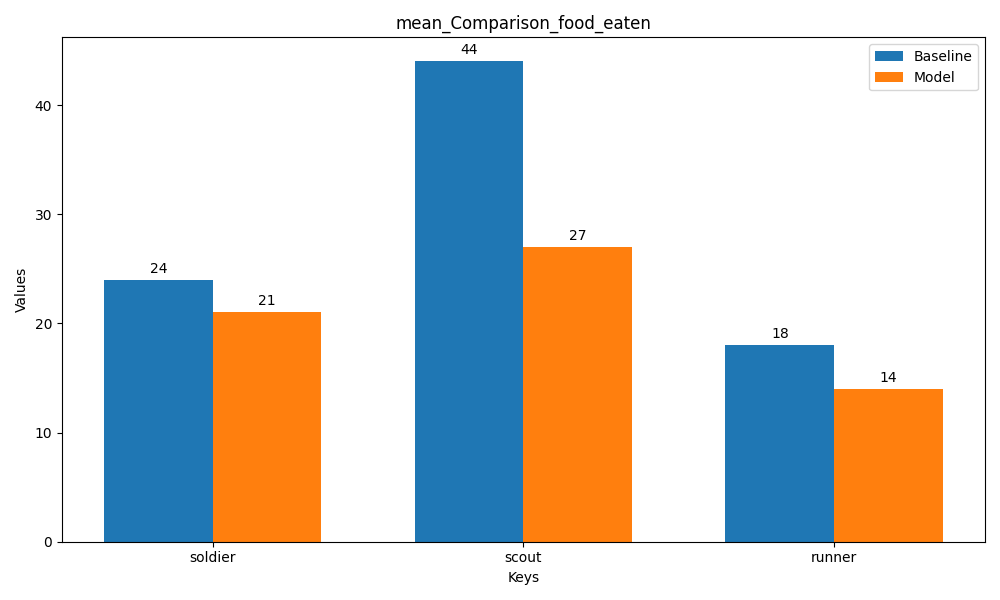 mean_Comparison_food_eaten
Baseline
Model
Values
40
30
20
10
0
24
21
44
27
18
14
soldier
scout
runner
Keys